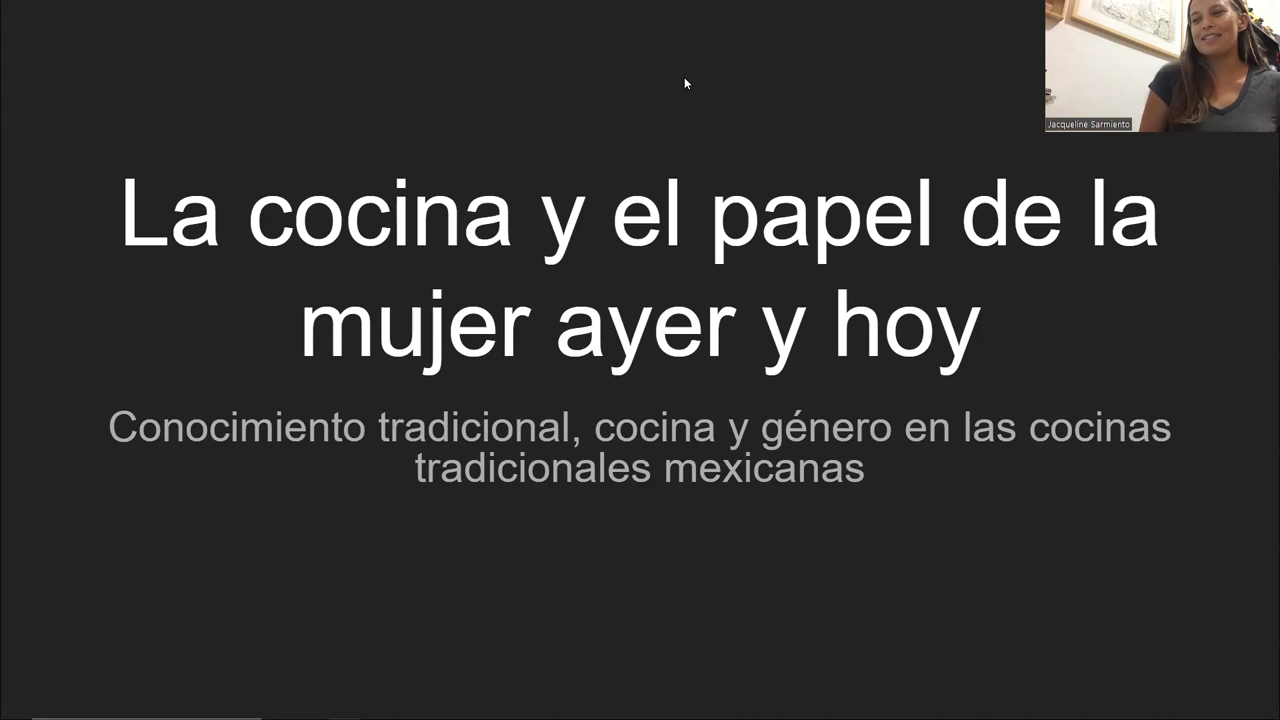 Jacqueline Sarmiento
La cocina y el papel de la
mujer ayer y hoy
Conocimiento tradicional, cocina y género en las cocinas
tradicionales mexicanas